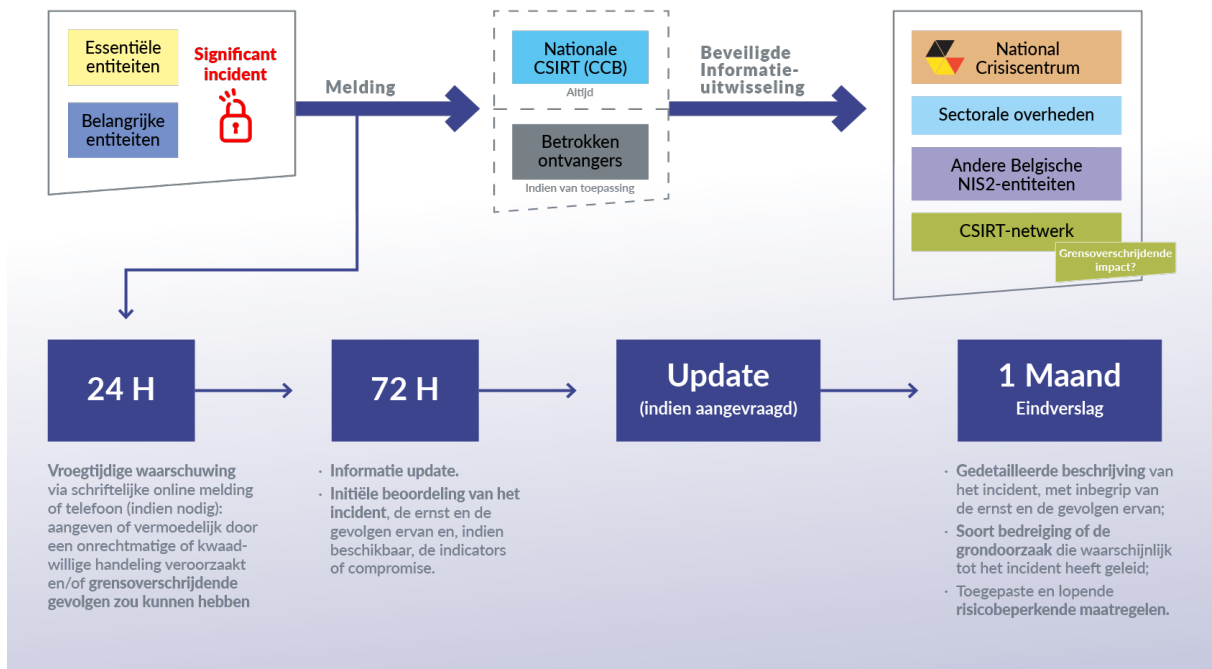 Essentiële
entiteiten
Significant
incident
Belangrijke
entiteiten
Melding
Nationale
CSIRT (CCB)
Altijd
Betrokken
ontvangers
Indien van toepassing
Beveiligde
Informatie-
uitwisseling
National
Crisiscentrum
Sectorale overheden
Andere Belgische
NIS2-entiteiten
CSIRT-netwerk
Grensoverschrijdende
impact?
24 H
Vroegtijdige waarschuwing
via schriftelijke online melding
of telefoon (indien nodig):
aangeven of vermoedelijk door
een onrechtmatige of kwaad-
willige handeling veroorzaakt
en/of grensoverschrijdende
gevolgen zou kunnen hebben
72 H
· Informatie update.
· Initiële beoordeling van het
incident, de ernst en de
gevolgen ervan en, indien
beschikbaar, de indicators
of compromise.
Update
(indien aangevraagd)
1 Maand
Eindverslag
· Gedetailleerde beschrijving van
het incident, met inbegrip van
de ernst en de gevolgen ervan;
· Soort bedreiging of de
grondoorzaak die waarschijnlijk
tot het incident heeft geleid;
· Toegepaste en lopende
risicobeperkende maatregelen.